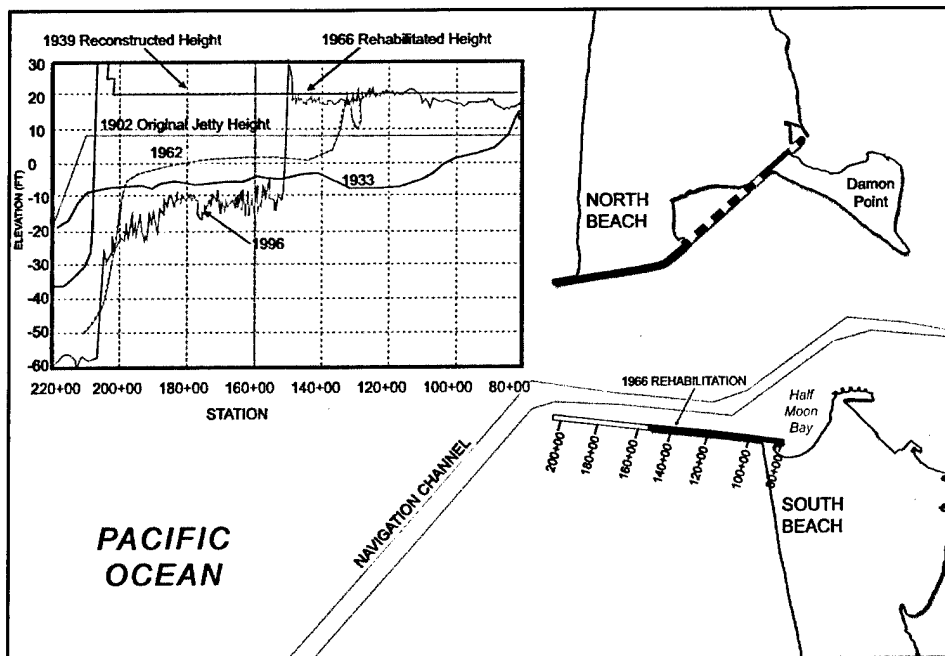 1939 Reconstructed Height
1966 Rehabilitated Height
30
20
10
0
-10
-20
-30
-40
-50
-60
ELEVATION (FT)
1902 Original Jetty Height
1962
1933
1996
220+00 200+00 180+00 160+00 140+00 120+00 100+00 80+00
STATION
NORTH
BEACH
Damon
Point
1966 REHABILITATION
Half
Moon
Bay
200+00
180+00
160+00
140+00
120+00
100+00
80+00
NAVIGATION CHANNEL
SOUTH
BEACH
PACIFIC
OCEAN